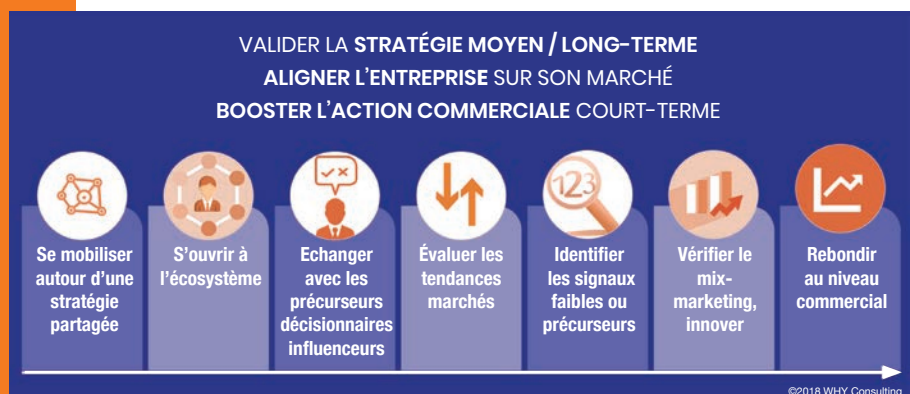 VALIDER LA STRATÉGIE MOYEN / LONG-TERME
ALIGNER L'ENTREPRISE SUR SON MARCHÉ
BOOSTER L'ACTION COMMERCIALE COURT-TERME
Se mobiliser
autour d'une
stratégie
partagée
S'ouvrir à
l'écosystème
Echanger
avec les
précurseurs
décisionnaires
influenceurs
Évaluer les
tendances
marchés
123
Identifier
les signaux
faibles ou
précurseurs
Vérifier le
mix-
marketing,
innover
Rebondir
au niveau
commercial
©2018 WHY Consulting